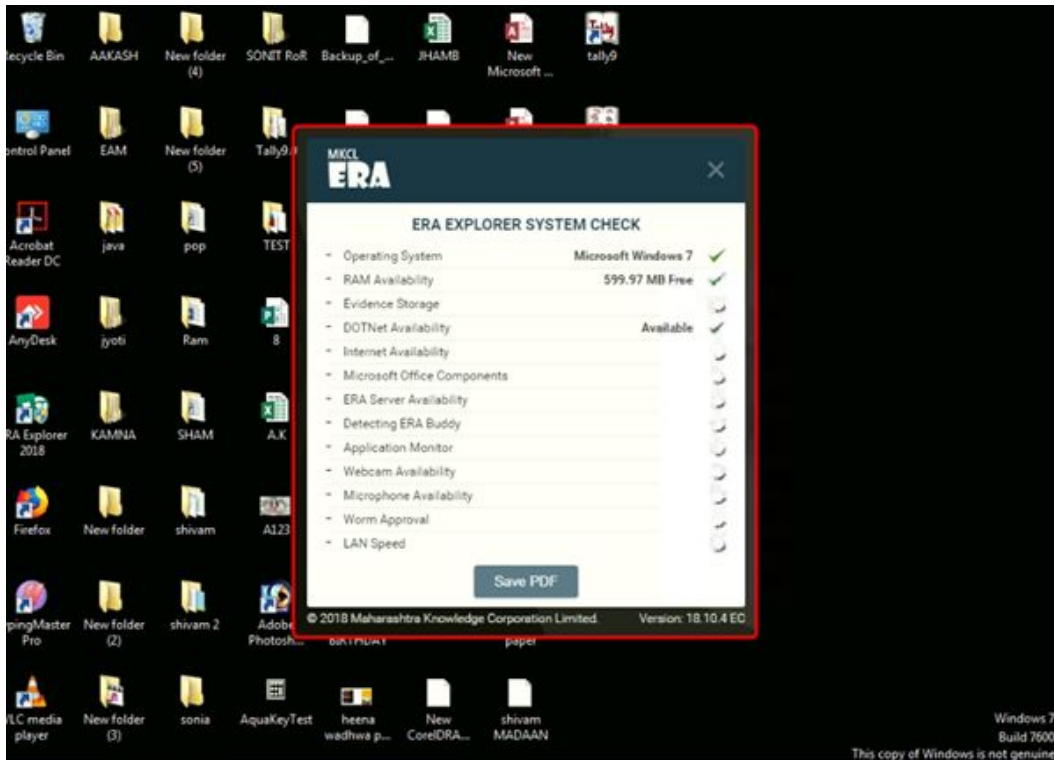 ecycle Bin
AAKASH
New folder
(4)
SONIT RoR
Backup_of_...
JHAMB
New
Microsoft ...
tally9
ontrol Panel
EAM
New folder
(5)
Tally9.
Acrobat
Reader DC
java
pop
TEST
AnyDesk
jyoti
Ram
8
RA Explorer
2018
KAMNA
SHAM
A.K
Firefox
New folder
shivam
A123
pingMaster
Pro
New folder
(2)
shivam 2
Adobe
Photosh...
BIRTHDAY
paper
LC media
player
New folder
(3)
sonia
AquaKeyTest
heena
wadhwa p...
New
CorelDRA...
shivam
MADAAN
MKCL
ERA
ERA EXPLORER SYSTEM CHECK
- Operating System Microsoft Windows 7
- RAM Availability 599.97 MB Free
- Evidence Storage
- DOTNet Availability Available
- Internet Availability
- Microsoft Office Components
- ERA Server Availability
- Detecting ERA Buddy
- Application Monitor
- Webcam Availability
- Microphone Availability
- Worm Approval
- LAN Speed
Save PDF
© 2018 Maharashtra Knowledge Corporation Limited. Version: 18.10.4 EC
Windows 7
Build 7600
This copy of Windows is not genuine